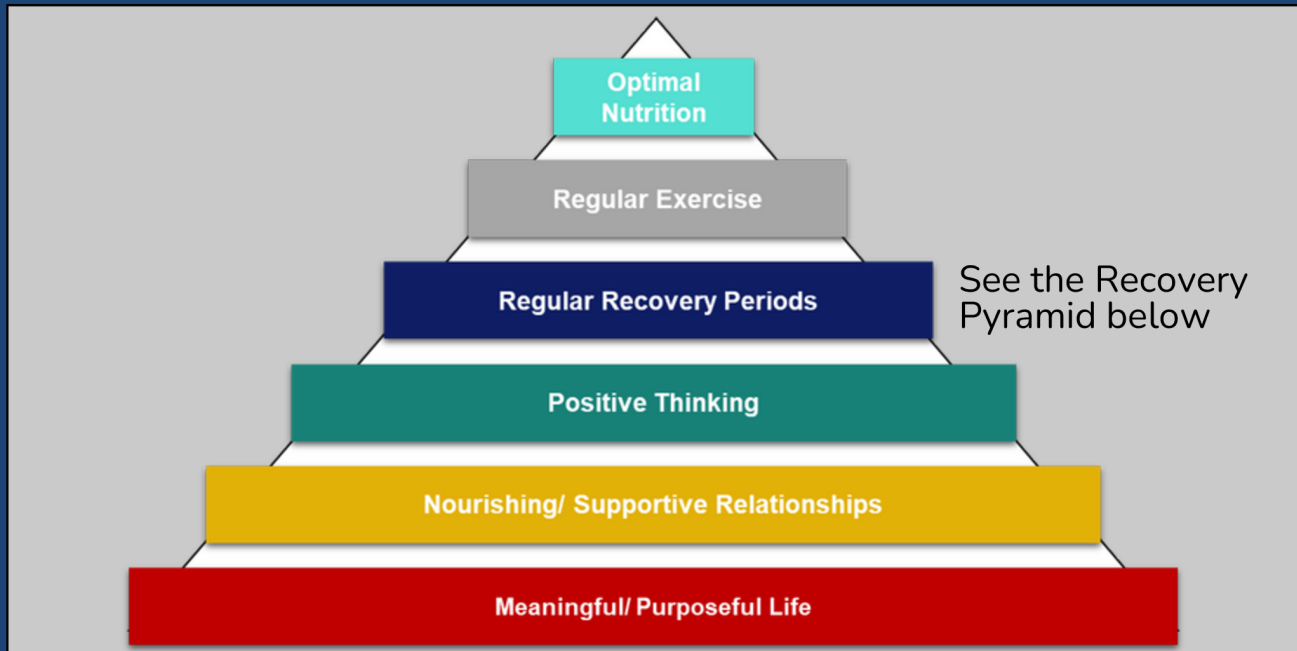 Optimal
Nutrition
Regular Exercise
Regular Recovery Periods
See the Recovery
Pyramid below
Positive Thinking
Nourishing/ Supportive Relationships
Meaningful/ Purposeful Life